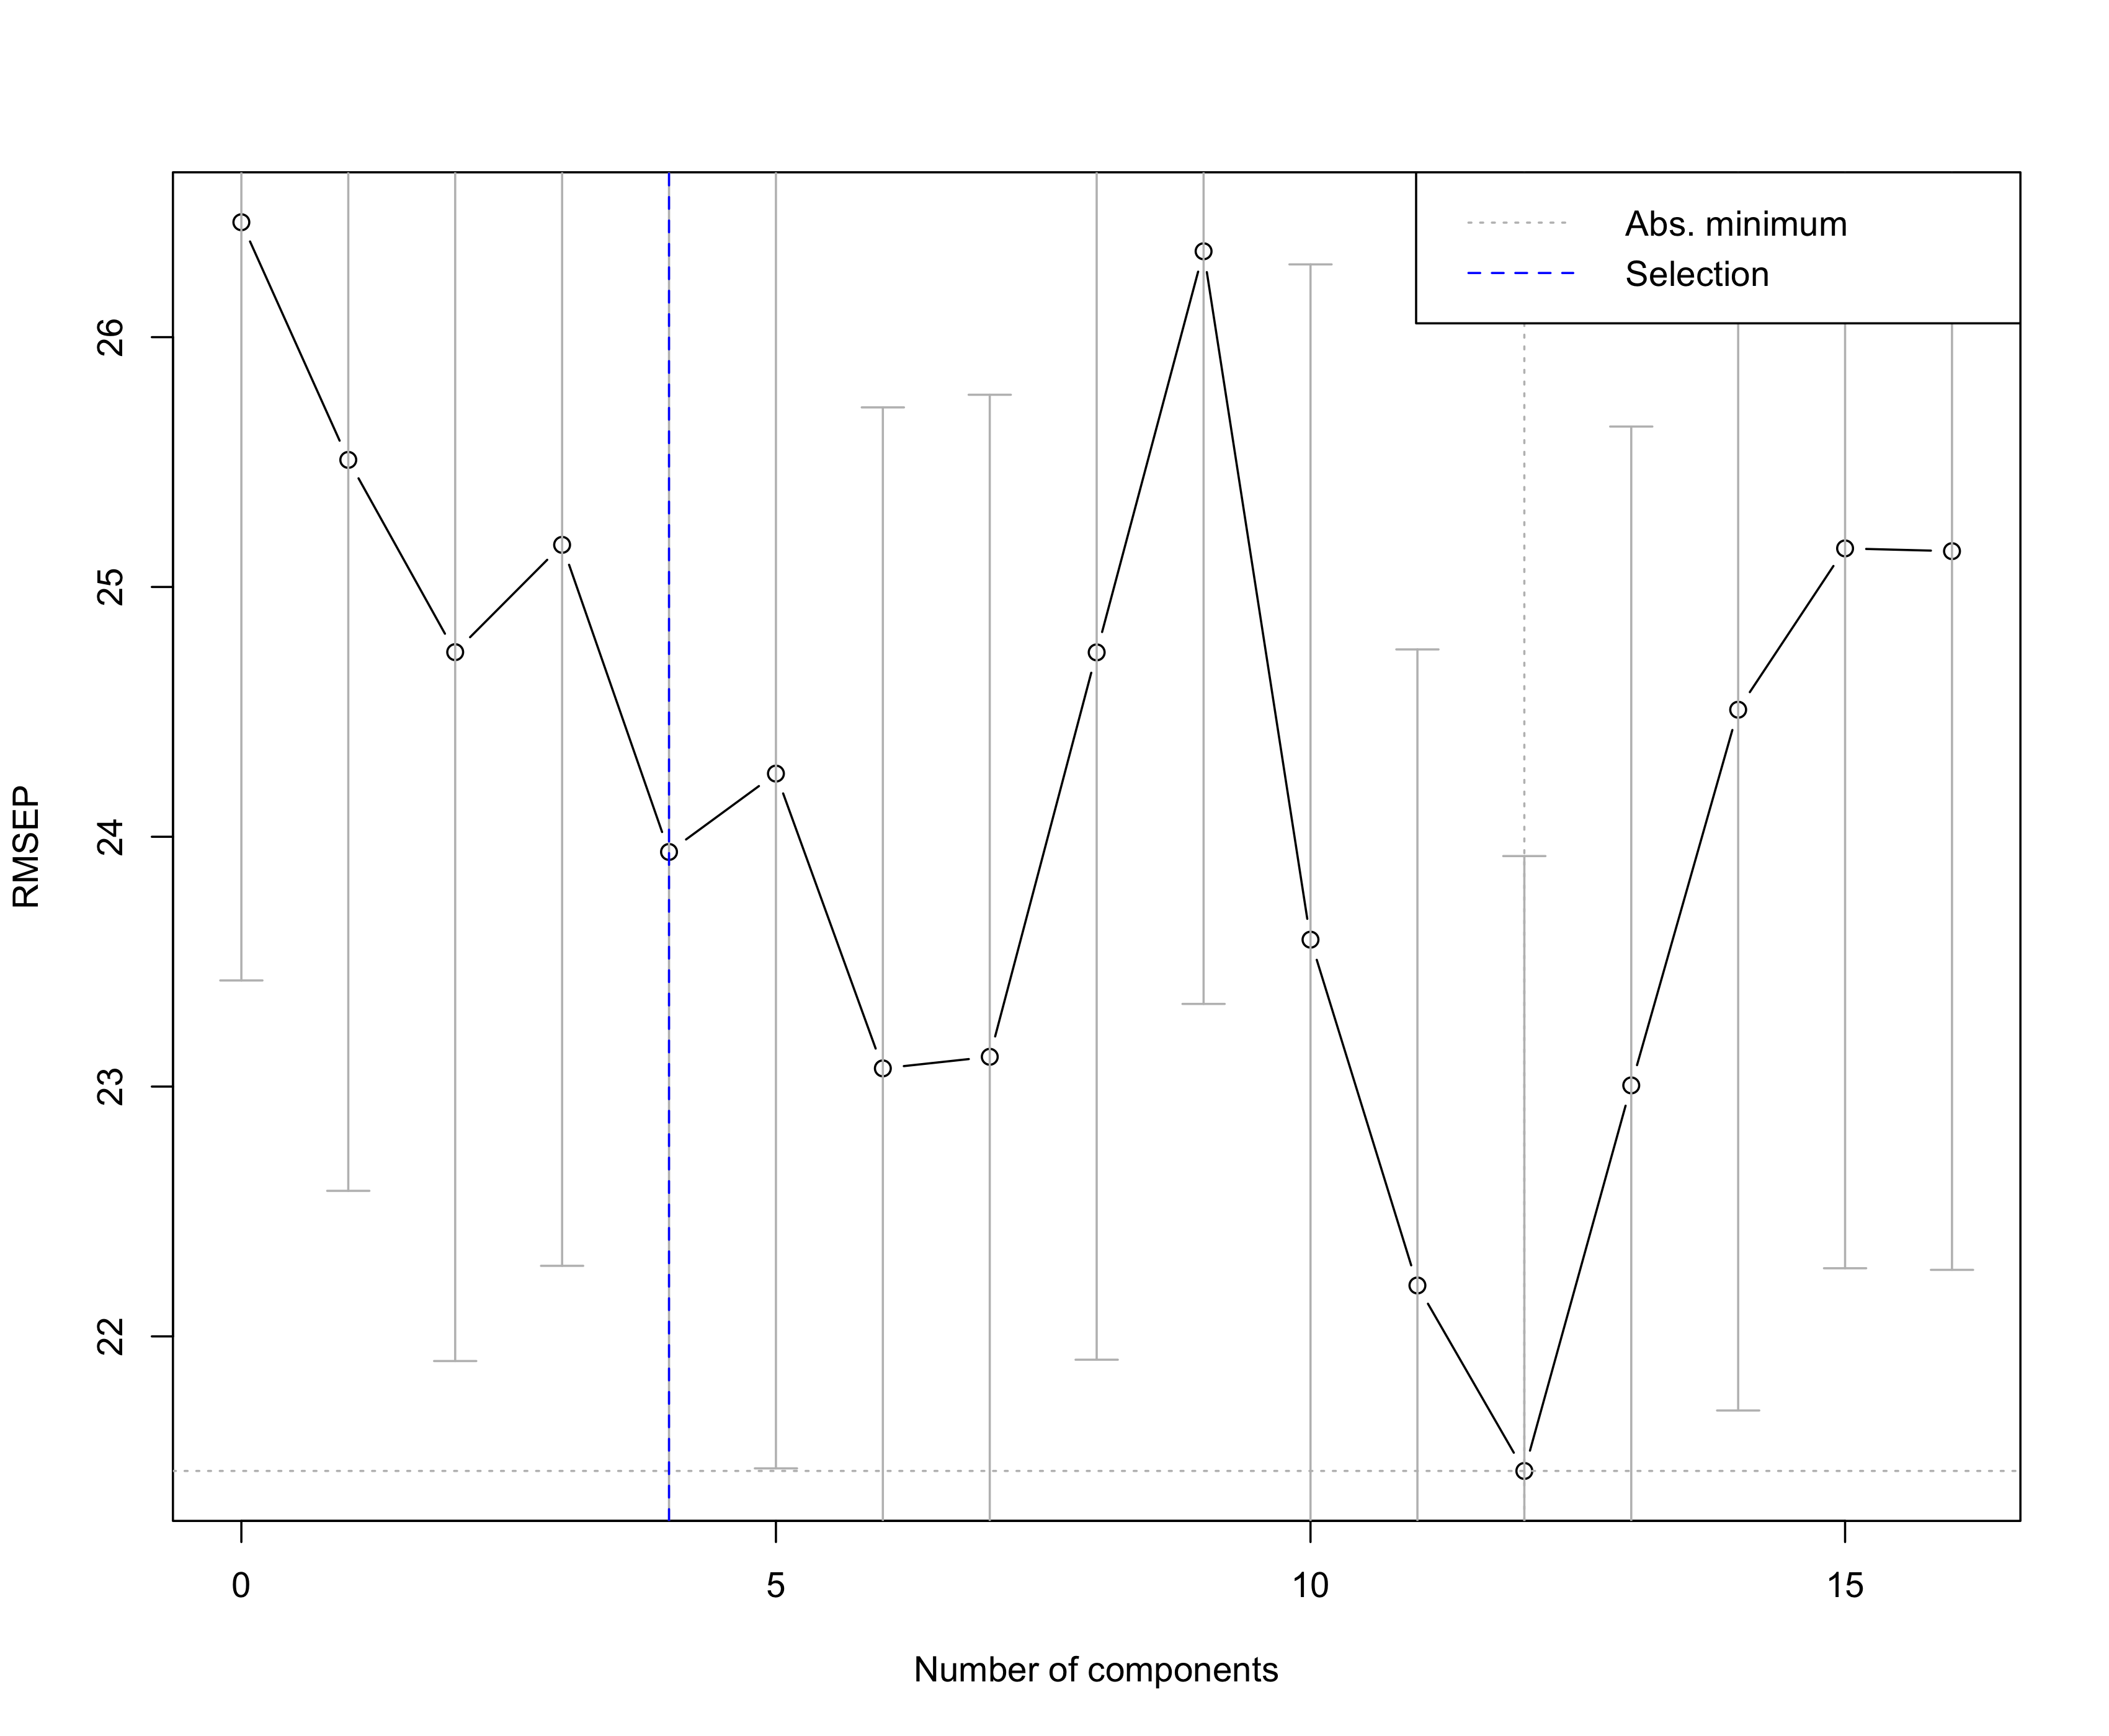 Abs. minimum
Selection
RMSEP
26
25
24
23
22
0 5 10 15
Number of components